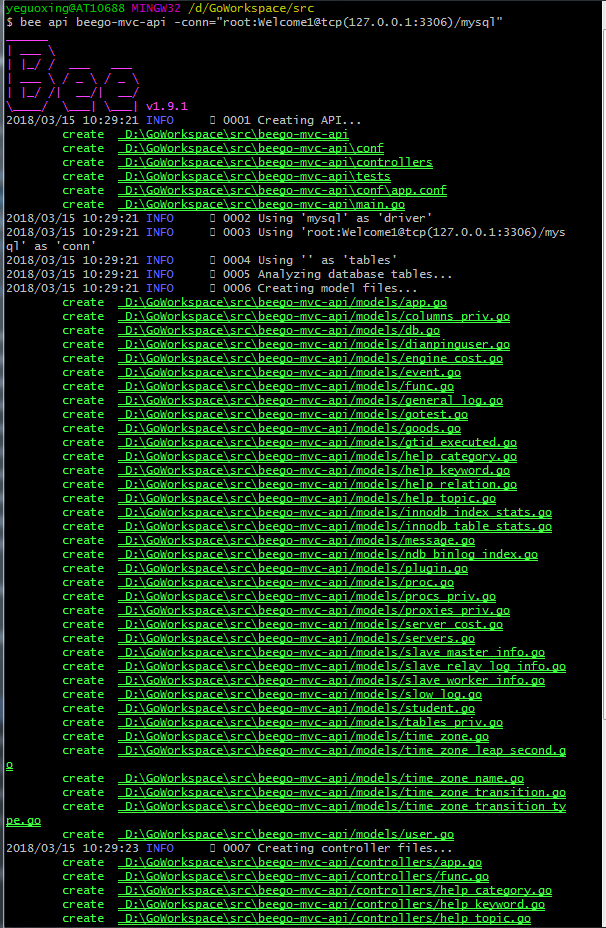 yeguoxing@AT10688 MINGW32 /d/GoWorkspace/src
$ bee api beego-mvc-api -conn="root:Welcome1@tcp(127.0.0.1:3306)/mysql"
______
| ___ \
| |_/ /  ___   ___
| ___ \ / _ \ / _ \
| |_/ /|  __/|  __/
\____/  \___| \___| v1.9.1
2018/03/15 10:29:21 INFO     ▯ 0001 Creating API...
        create   D:\GoWorkspace\src\beego-mvc-api
        create   D:\GoWorkspace\src\beego-mvc-api\conf
        create   D:\GoWorkspace\src\beego-mvc-api\controllers
        create   D:\GoWorkspace\src\beego-mvc-api\tests
        create   D:\GoWorkspace\src\beego-mvc-api\conf\app.conf
        create   D:\GoWorkspace\src\beego-mvc-api\main.go
2018/03/15 10:29:21 INFO     ▯ 0002 Using 'mysql' as 'driver'
2018/03/15 10:29:21 INFO     ▯ 0003 Using 'root:Welcome1@tcp(127.0.0.1:3306)/mys
ql' as 'conn'
2018/03/15 10:29:21 INFO     ▯ 0004 Using '' as 'tables'
2018/03/15 10:29:21 INFO     ▯ 0005 Analyzing database tables...
2018/03/15 10:29:21 INFO     ▯ 0006 Creating model files...
        create   D:\GoWorkspace\src\beego-mvc-api/models/app.go
        create   D:\GoWorkspace\src\beego-mvc-api/models/columns_priv.go
        create   D:\GoWorkspace\src\beego-mvc-api/models/db.go
        create   D:\GoWorkspace\src\beego-mvc-api/models/dianpinguser.go
        create   D:\GoWorkspace\src\beego-mvc-api/models/engine_cost.go
        create   D:\GoWorkspace\src\beego-mvc-api/models/event.go
        create   D:\GoWorkspace\src\beego-mvc-api/models/func.go
        create   D:\GoWorkspace\src\beego-mvc-api/models/general_log.go
        create   D:\GoWorkspace\src\beego-mvc-api/models/gotest.go
        create   D:\GoWorkspace\src\beego-mvc-api/models/goods.go
        create   D:\GoWorkspace\src\beego-mvc-api/models/gtid_executed.go
        create   D:\GoWorkspace\src\beego-mvc-api/models/help_category.go
        create   D:\GoWorkspace\src\beego-mvc-api/models/help_keyword.go
        create   D:\GoWorkspace\src\beego-mvc-api/models/help_relation.go
        create   D:\GoWorkspace\src\beego-mvc-api/models/help_topic.go
        create   D:\GoWorkspace\src\beego-mvc-api/models/innodb_index_stats.go
        create   D:\GoWorkspace\src\beego-mvc-api/models/innodb_table_stats.go
        create   D:\GoWorkspace\src\beego-mvc-api/models/message.go
        create   D:\GoWorkspace\src\beego-mvc-api/models/ndb_binlog_index.go
        create   D:\GoWorkspace\src\beego-mvc-api/models/plugin.go
        create   D:\GoWorkspace\src\beego-mvc-api/models/proc.go
        create   D:\GoWorkspace\src\beego-mvc-api/models/procs_priv.go
        create   D:\GoWorkspace\src\beego-mvc-api/models/proxies_priv.go
        create   D:\GoWorkspace\src\beego-mvc-api/models/server_cost.go
        create   D:\GoWorkspace\src\beego-mvc-api/models/servers.go
        create   D:\GoWorkspace\src\beego-mvc-api/models/slave_master_info.go
        create   D:\GoWorkspace\src\beego-mvc-api/models/slave_relay_log_info.go
        create   D:\GoWorkspace\src\beego-mvc-api/models/slave_worker_info.go
        create   D:\GoWorkspace\src\beego-mvc-api/models/slow_log.go
        create   D:\GoWorkspace\src\beego-mvc-api/models/student.go
        create   D:\GoWorkspace\src\beego-mvc-api/models/tables_priv.go
        create   D:\GoWorkspace\src\beego-mvc-api/models/time_zone.go
        create   D:\GoWorkspace\src\beego-mvc-api/models/time_zone_leap_second.g
o
        create   D:\GoWorkspace\src\beego-mvc-api/models/time_zone_name.go
        create   D:\GoWorkspace\src\beego-mvc-api/models/time_zone_transition.go
        create   D:\GoWorkspace\src\beego-mvc-api/models/time_zone_transition_ty
pe.go
        create   D:\GoWorkspace\src\beego-mvc-api/models/user.go
2018/03/15 10:29:23 INFO     ▯ 0007 Creating controller files...
        create   D:\GoWorkspace\src\beego-mvc-api/controllers/app.go
        create   D:\GoWorkspace\src\beego-mvc-api/controllers/func.go
        create   D:\GoWorkspace\src\beego-mvc-api/controllers/help_category.go
        create   D:\GoWorkspace\src\beego-mvc-api/controllers/help_keyword.go
        create   D:\GoWorkspace\src\beego-mvc-api/controllers/help_topic.go